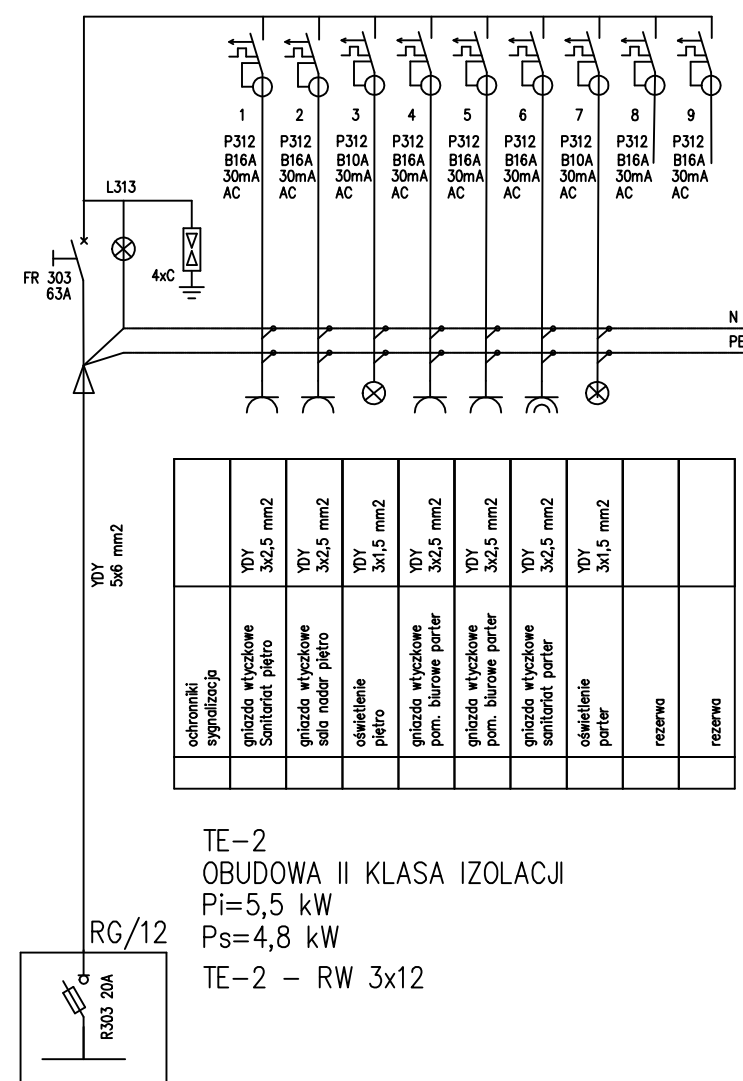 1
P312
B16A
30mA
AC
2
P312
B16A
30mA
AC
3
P312
B10A
30mA
AC
4
P312
B16A
30mA
AC
5
P312
B16A
30mA
AC
6
P312
B16A
30mA
AC
7
P312
B10A
30mA
AC
8
P312
B16A
30mA
AC
9
P312
B16A
30mA
AC
L313
FR 303
63A
4xC
N
PE
YDY
5x6 mm2
YDY
3x2,5 mm2
YDY
3x2,5 mm2
YDY
3x1,5 mm2
YDY
3x2,5 mm2
YDY
3x2,5 mm2
YDY
3x2,5 mm2
YDY
3x1,5 mm2
ochronniki
sygnalizacja
gniazda wtyczkowe
Sanitariat piętro
gniazda wtyczkowe
sala nadar piętro
oświetlenie
piętro
gniazda wtyczkowe
pom. biurowe parter
gniazda wtyczkowe
pom. biurowe parter
gniazda wtyczkowe
sanitariat parter
oświetlenie
parter
rezerwa
rezerwa
TE-2
OBUDOWA II KLASA IZOLACJI
Pi=5,5 kW
Ps=4,8 kW
TE-2 - RW 3x12
RG/12
R303 20A